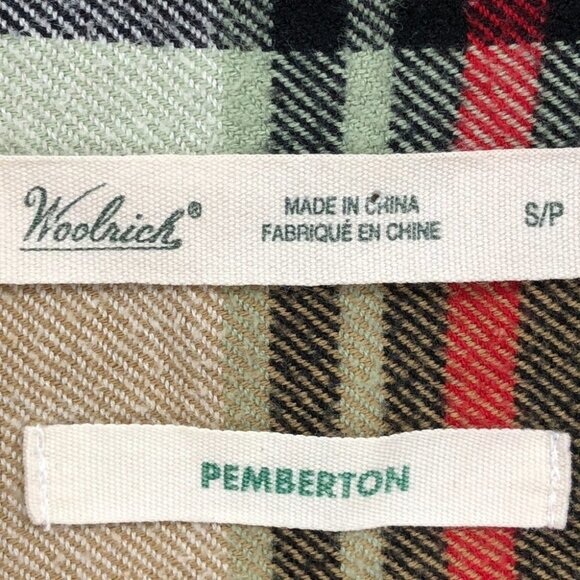 Woolrich®
MADE IN CHINA
FABRIQUÉ EN CHINE
S/P
PEMBERTON